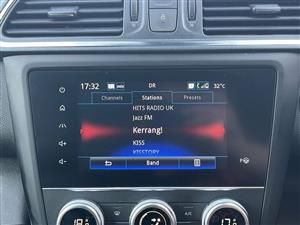 17:32 DR 32°C
Channels Stations Presets
HITS RADIO UK
Jazz FM
Kerrang!
KISS
KISSTORY
Band
A/C